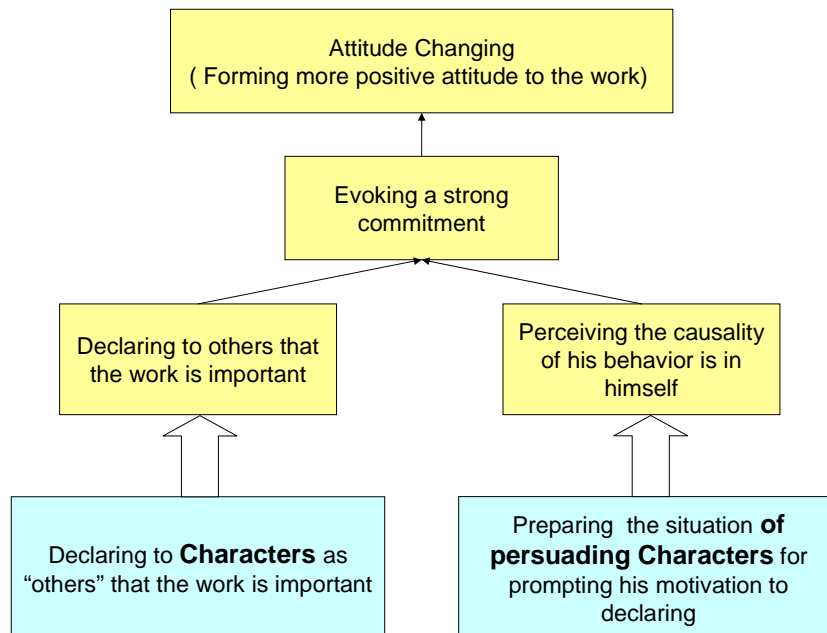 Attitude Changing
( Forming more positive attitude to the work)
Evoking a strong
commitment
Declaring to others that
the work is important
Perceiving the causality
of his behavior is in
himself
Declaring to Characters as
“others” that the work is important
Preparing the situation of
persuading Characters for
prompting his motivation to
declaring